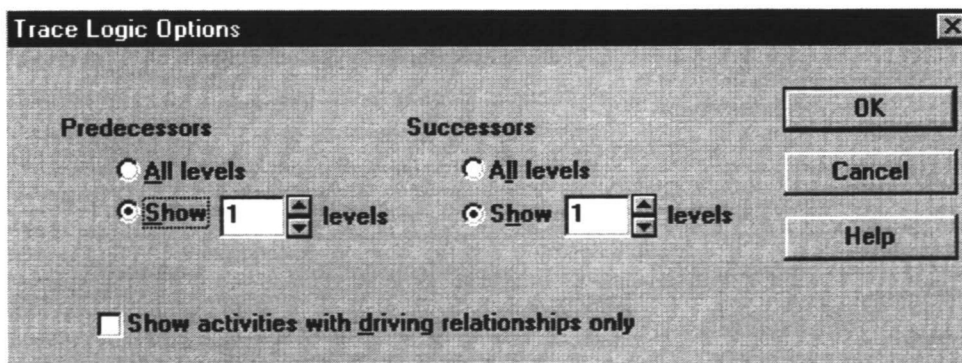 Trace Logic Options
Predecessors Successors OK
All levels All levels Cancel
Show 1 levels Show 1 levels Help
Show activities with driving relationships only